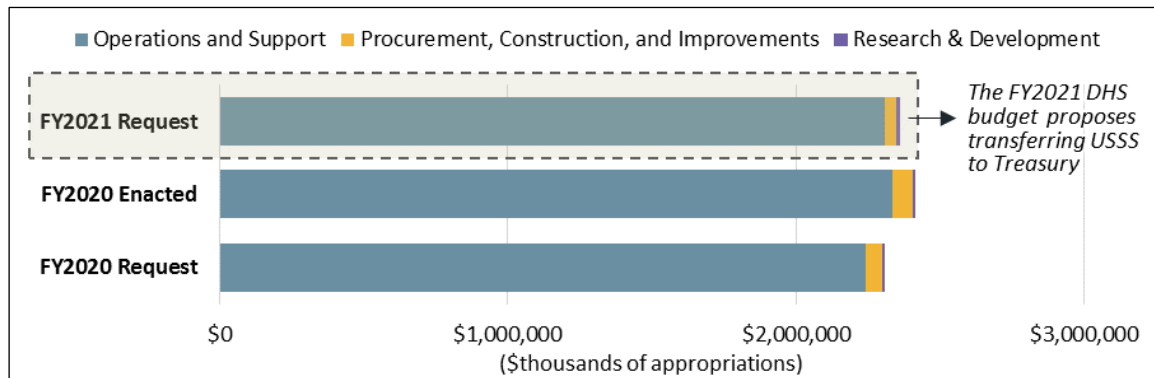 Operations and Support Procurement, Construction, and Improvements Research & Development
FY2021 Request
The FY2021 DHS
budget proposes
transferring USSS
to Treasury
FY2020 Enacted
FY2020 Request
$0 $1,000,000 $2,000,000 $3,000,000
($thousands of appropriations)